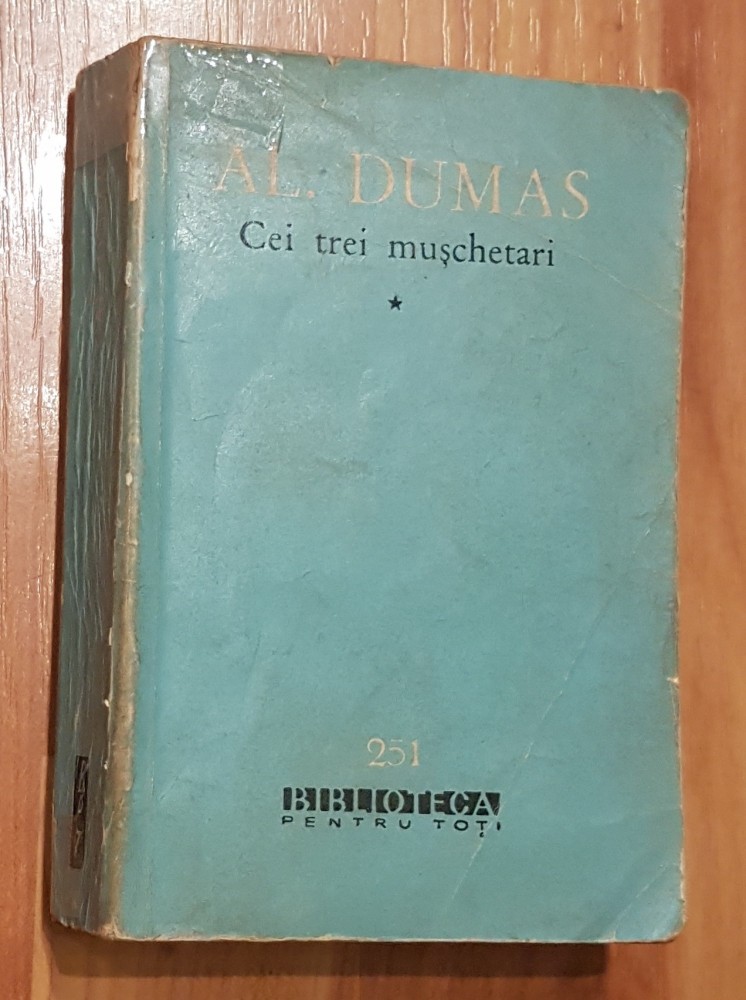 AL. DUMAS
Cei trei mușchetari
★
251
BIBLIOTECA
PENTRU TOȚI